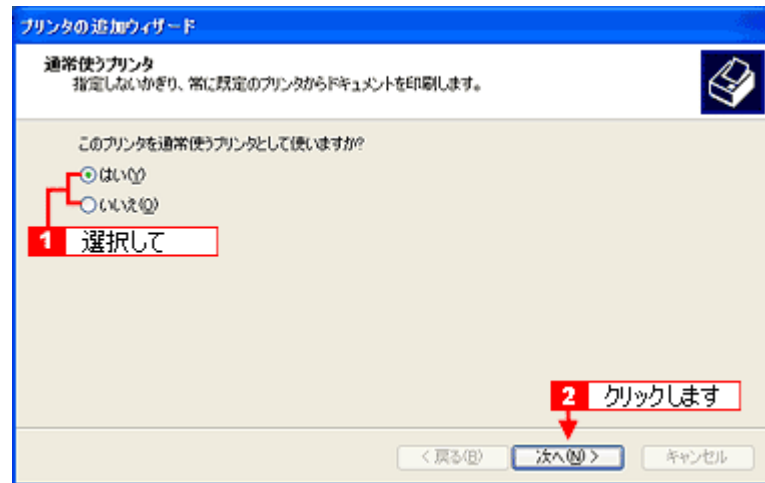 プリンタの追加ウィザード
通常使うプリンタ
指定しないかぎり、常に既定のプリンタからドキュメントを印刷します。
このプリンタを通常使うプリンタとして使いますか?
はい(Y)
いいえ(O)
1 選択して
2 クリックします
< 戻る(B) 次へ(N) > キャンセル